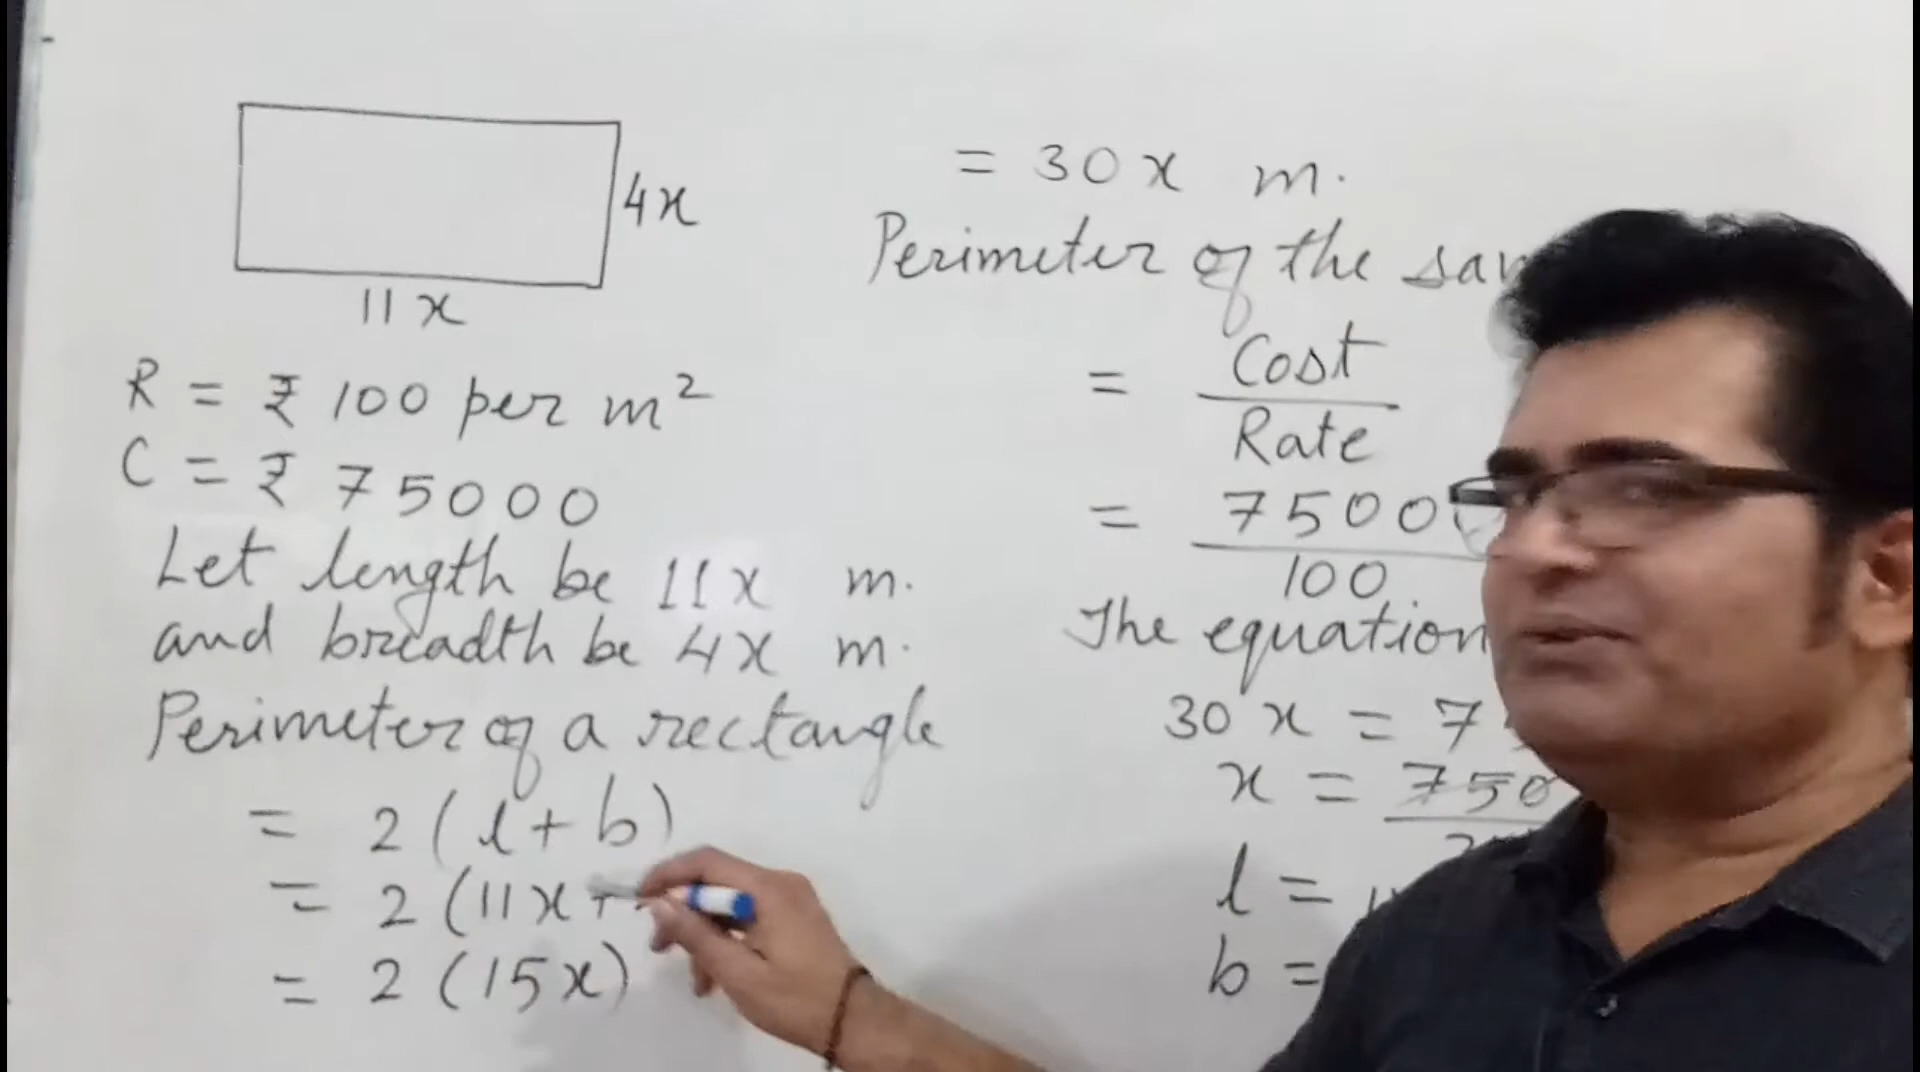 4x
11x
R = ₹ 100 per m²
C = ₹ 75000
Let length be 11x m.
and breadth be 4x m.
Perimeter of a rectangle
= 2 (l + b)
= 2 (11x +
= 2 (15x)
= 30x m.
Perimeter of the
= Cost
Rate
= 7500
100
The equation
30x = 7
x = 750
l =
b =